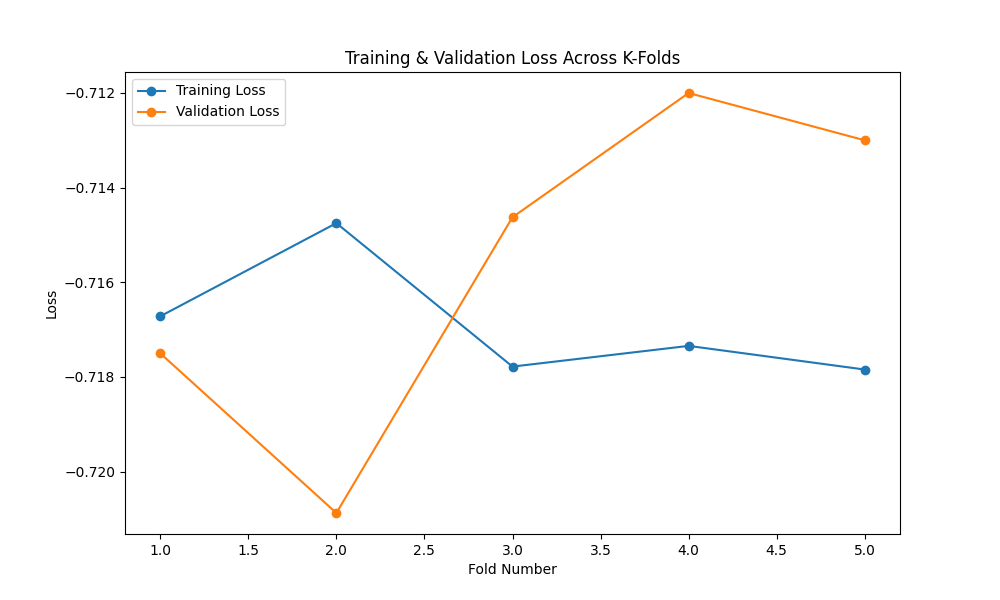 Training & Validation Loss Across K-Folds
Training Loss
Validation Loss
−0.712
−0.714
−0.716
−0.718
−0.720
Loss
1.0 1.5 2.0 2.5 3.0 3.5 4.0 4.5 5.0
Fold Number